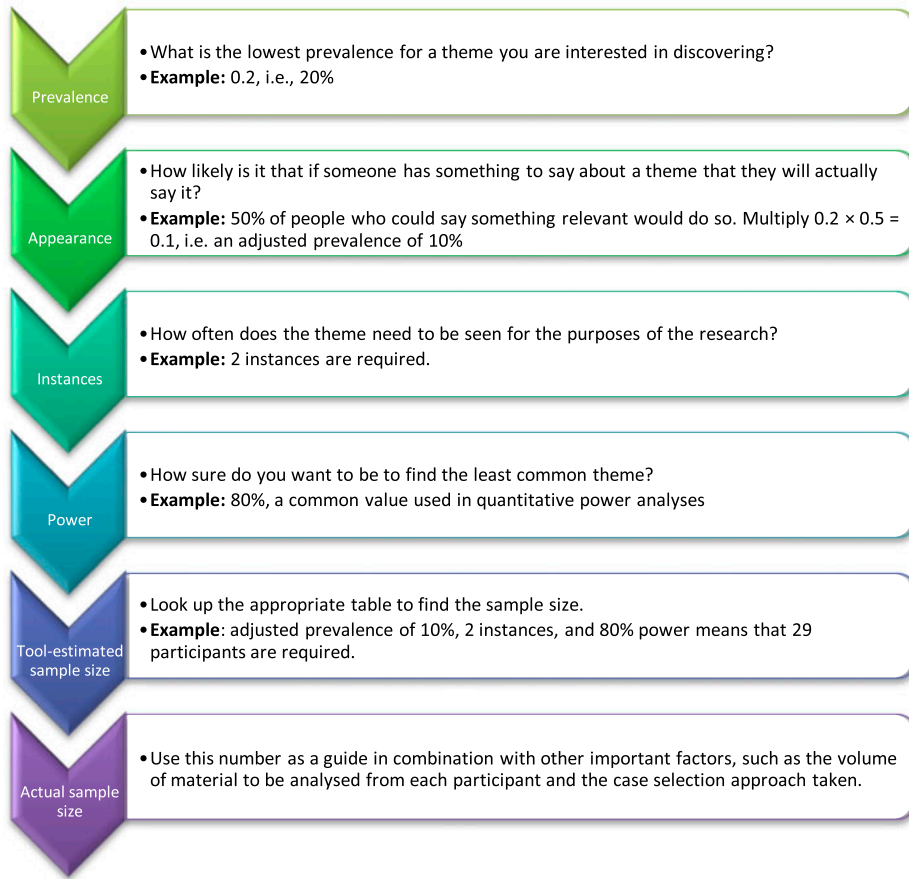 Prevalence
•What is the lowest prevalence for a theme you are interested in discovering?
•Example: 0.2, i.e., 20%
Appearance
•How likely is it that if someone has something to say about a theme that they will actually
say it?
•Example: 50% of people who could say something relevant would do so. Multiply 0.2 × 0.5 =
0.1, i.e. an adjusted prevalence of 10%
Instances
•How often does the theme need to be seen for the purposes of the research?
•Example: 2 instances are required.
Power
•How sure do you want to be to find the least common theme?
•Example: 80%, a common value used in quantitative power analyses
Tool-estimated
sample size
•Look up the appropriate table to find the sample size.
•Example: adjusted prevalence of 10%, 2 instances, and 80% power means that 29
participants are required.
Actual sample
size
•Use this number as a guide in combination with other important factors, such as the volume
of material to be analysed from each participant and the case selection approach taken.